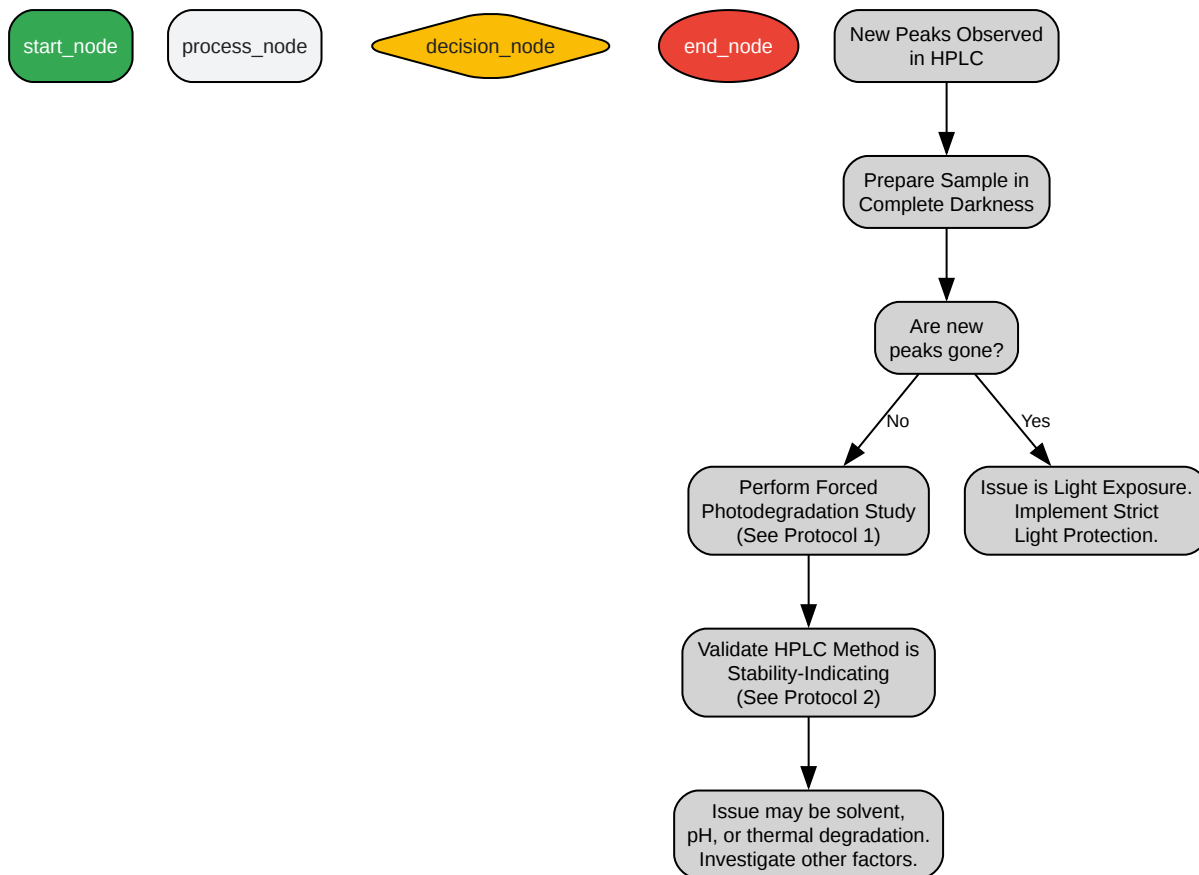 start_node
process_node
decision_node
end_node
New Peaks Observed
in HPLC
Prepare Sample in
Complete Darkness
Are new
peaks gone?
No
Yes
Perform Forced
Photodegradation Study
(See Protocol 1)
Issue is Light Exposure.
Implement Strict
Light Protection.
Validate HPLC Method is
Stability-Indicating
(See Protocol 2)
Issue may be solvent,
pH, or thermal degradation.
Investigate other factors.